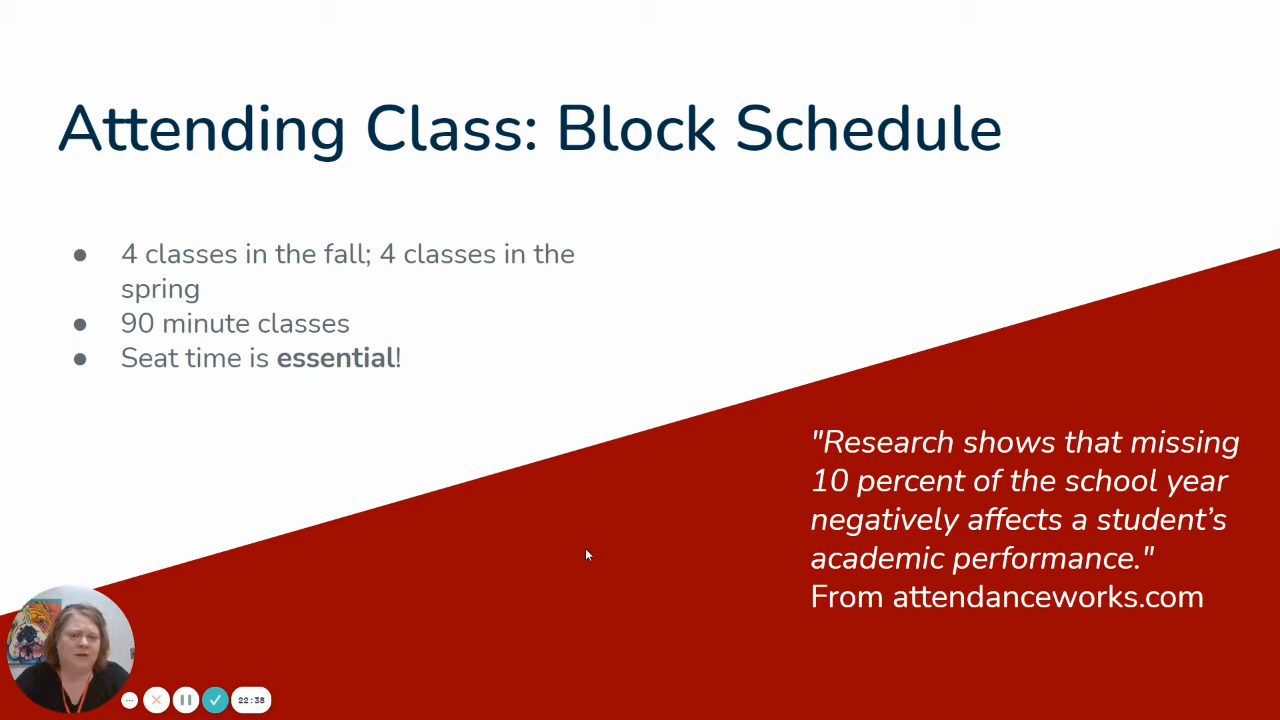 Attending Class: Block Schedule
● 4 classes in the fall; 4 classes in the
spring
● 90 minute classes
● Seat time is essential!
"Research shows that missing
10 percent of the school year
negatively affects a student’s
academic performance."
From attendanceworks.com
22:38